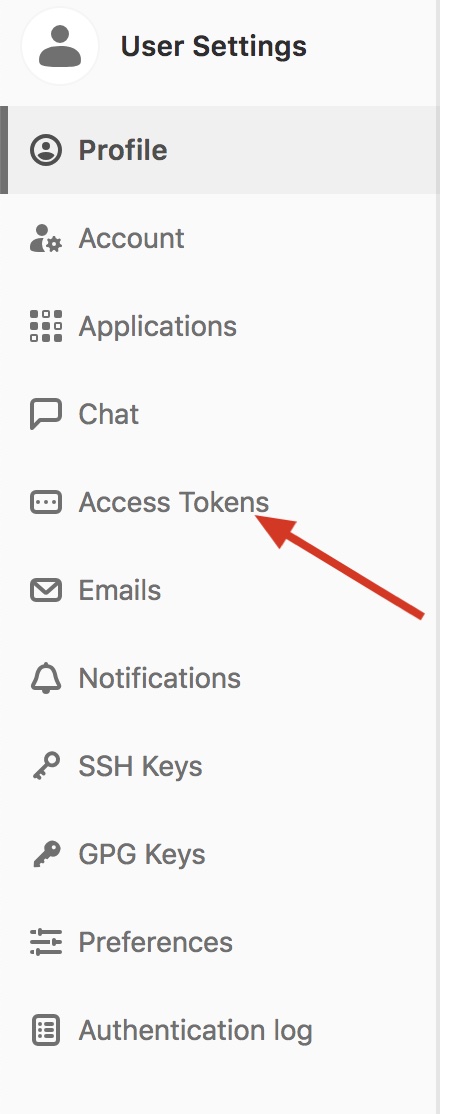 User Settings
Profile
Account
Applications
Chat
Access Tokens
Emails
Notifications
SSH Keys
GPG Keys
Preferences
Authentication log